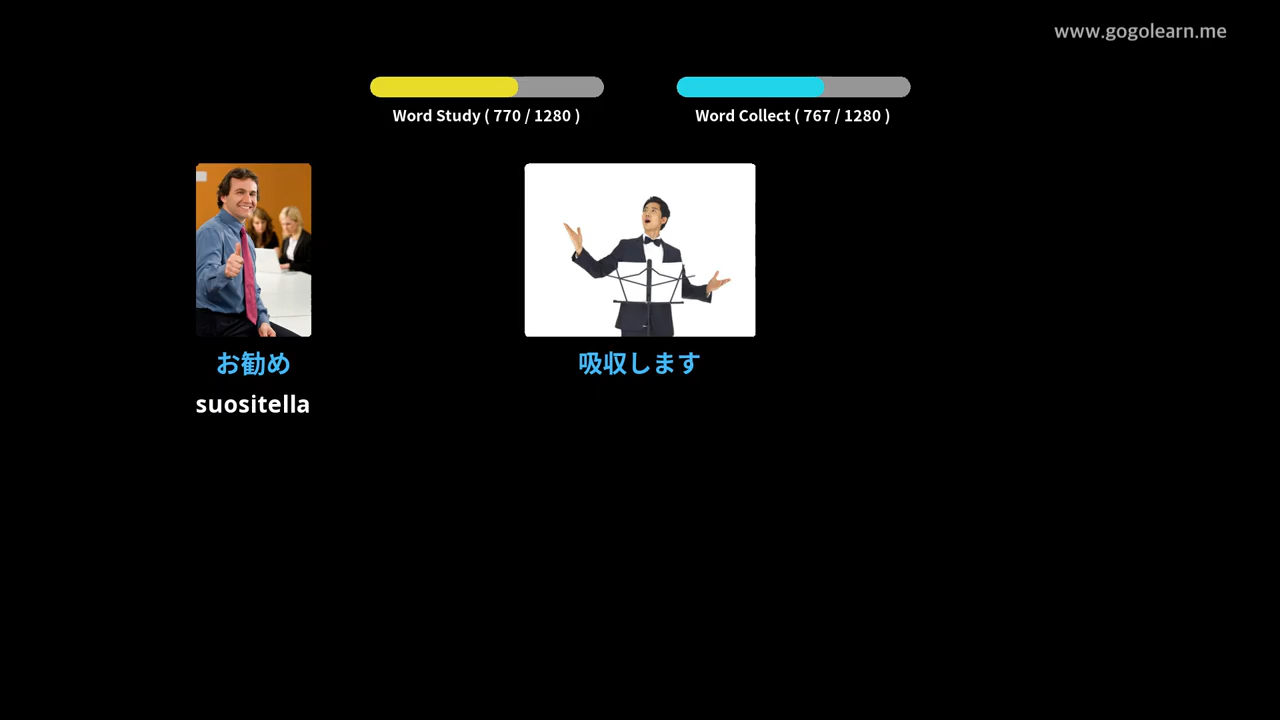 www.gogolearn.me
Word Study ( 770 / 1280 )
Word Collect ( 767 / 1280 )
お勧め
吸収します
suositella